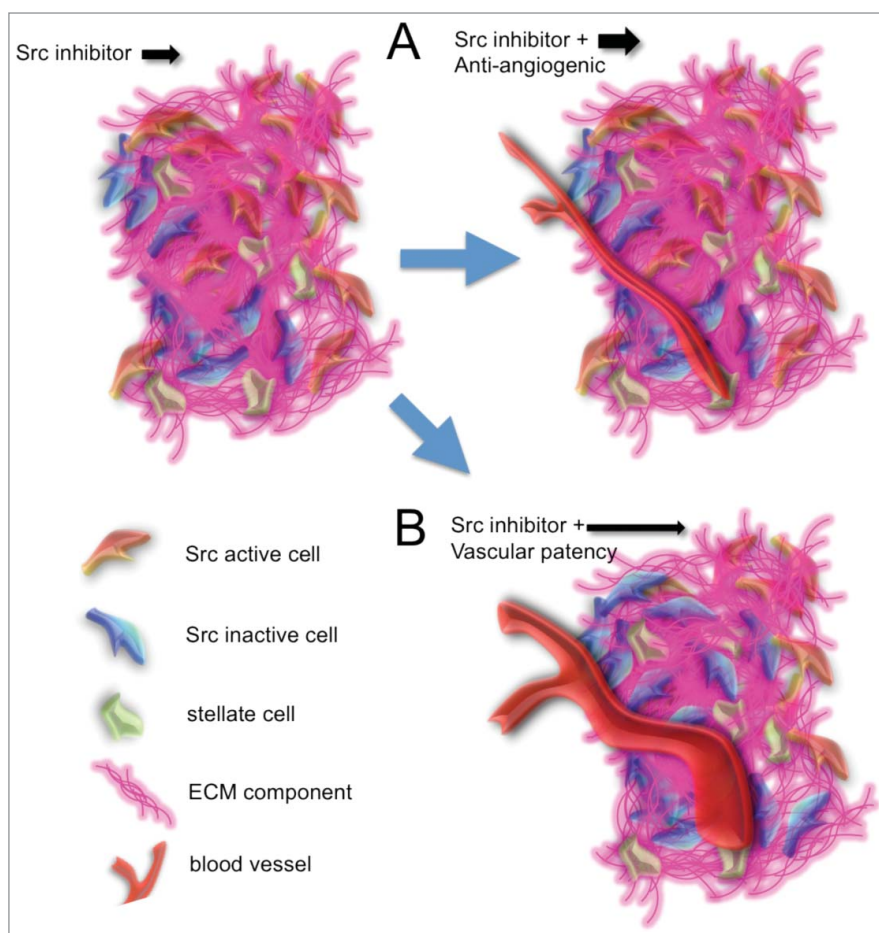 Src inhibitor
A
Src inhibitor +
Anti-angiogenic
B
Src inhibitor +
Vascular patency
Src active cell
Src inactive cell
stellate cell
ECM component
blood vessel